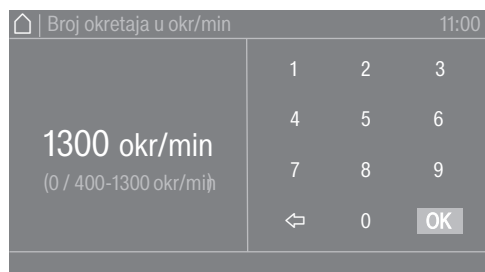 | Broj okretaja u okr/min 11:00
1300 okr/min
(0 / 400-1300 okr/min)
1 2 3
4 5 6
7 8 9
0 OK